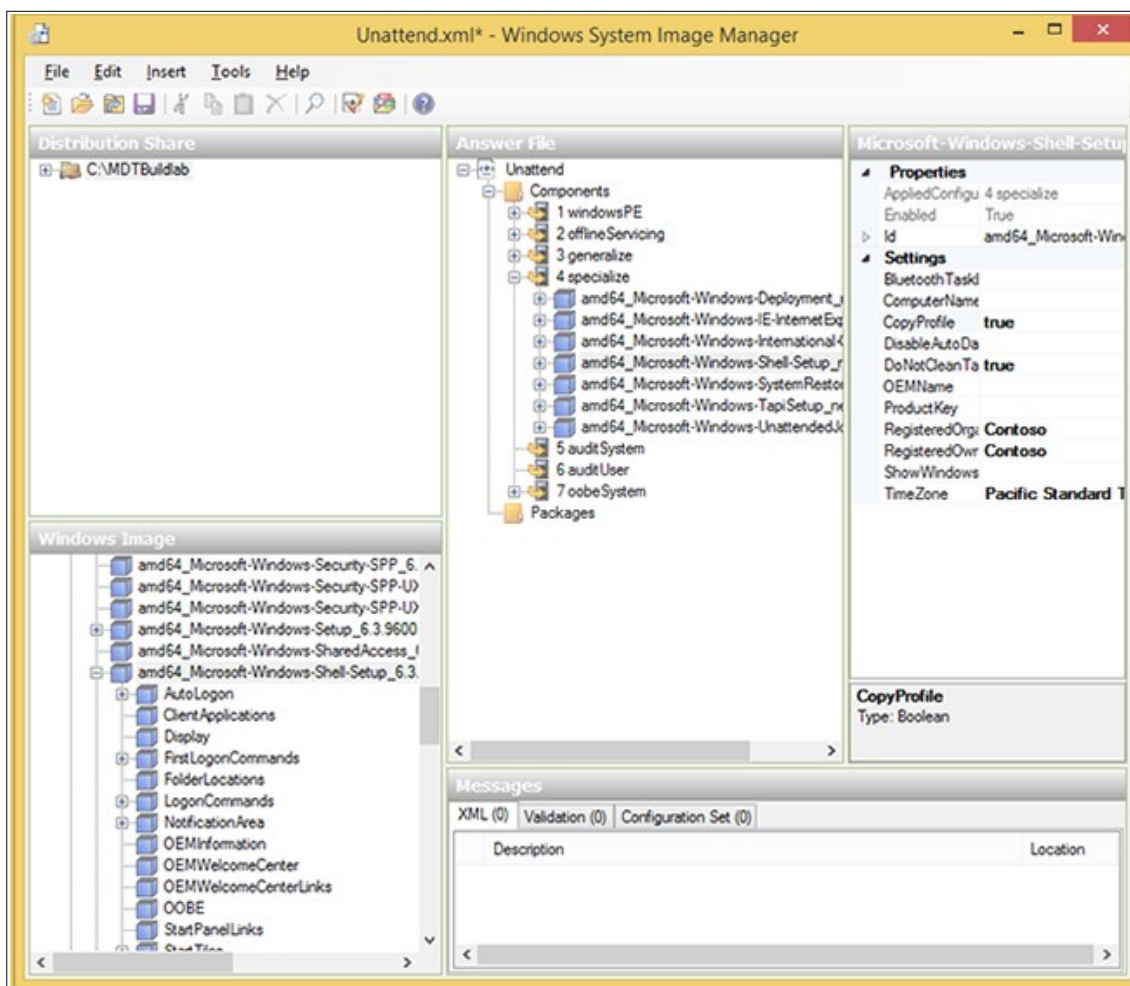 Unattend.xml* - Windows System Image Manager
File Edit Insert Tools Help
Distribution Share
C:\MDTBuildlab
Answer File
Unattend
Components
1 windowsPE
2 offlineServicing
3 generalize
4 specialize
amd64_Microsoft-Windows-Deployment_
amd64_Microsoft-Windows-IE-InternetExp
amd64_Microsoft-Windows-International-
amd64_Microsoft-Windows-Shell-Setup_
amd64_Microsoft-Windows-SystemResto
amd64_Microsoft-Windows-TapiSetup_ne
amd64_Microsoft-Windows-UnattendedJo
5 auditSystem
6 auditUser
7 oobeSystem
Packages
Microsoft-Windows-Shell-Setup
Properties
AppliedConfigu 4 specialize
Enabled True
Id amd64_Microsoft-Win
Settings
BluetoothTaskl
ComputerName
CopyProfile true
DisableAutoDa
DoNotCleanTa true
OEMName
ProductKey
RegisteredOrga Contoso
RegisteredOwr Contoso
ShowWindows
TimeZone Pacific Standard T
CopyProfile
Type: Boolean
Windows Image
amd64_Microsoft-Windows-Security-SPP_6.
amd64_Microsoft-Windows-Security-SPP-UX
amd64_Microsoft-Windows-Security-SPP-UX
amd64_Microsoft-Windows-Setup_6.3.9600
amd64_Microsoft-Windows-SharedAccess_
amd64_Microsoft-Windows-Shell-Setup_6.3.
AutoLogon
ClientApplications
Display
FirstLogonCommands
FolderLocations
LogonCommands
NotificationArea
OEMInformation
OEMWelcomeCenter
OEMWelcomeCenterLinks
OOBE
StartPanelLinks
StartTiles
Messages
XML (0) Validation (0) Configuration Set (0)
Description Location